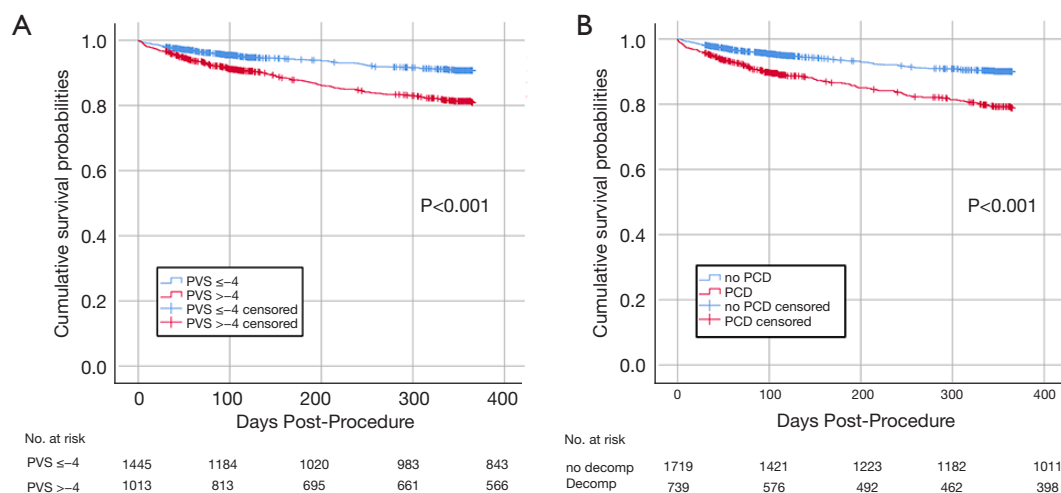 A
Cumulative survival probabilities
1.0
0.8
0.6
0.4
0.2
0.0
P<0.001
PVS ≤−4
PVS >−4
PVS ≤−4 censored
PVS >−4 censored
0 100 200 300 400
Days Post-Procedure
No. at risk
PVS ≤−4 1445 1184 1020 983 843
PVS >−4 1013 813 695 661 566
B
Cumulative survival probabilities
1.0
0.8
0.6
0.4
0.2
0.0
P<0.001
no PCD
PCD
no PCD censored
PCD censored
0 100 200 300 400
Days Post-Procedure
No. at risk
no decomp 1719 1421 1223 1182 1011
Decomp 739 576 492 462 398